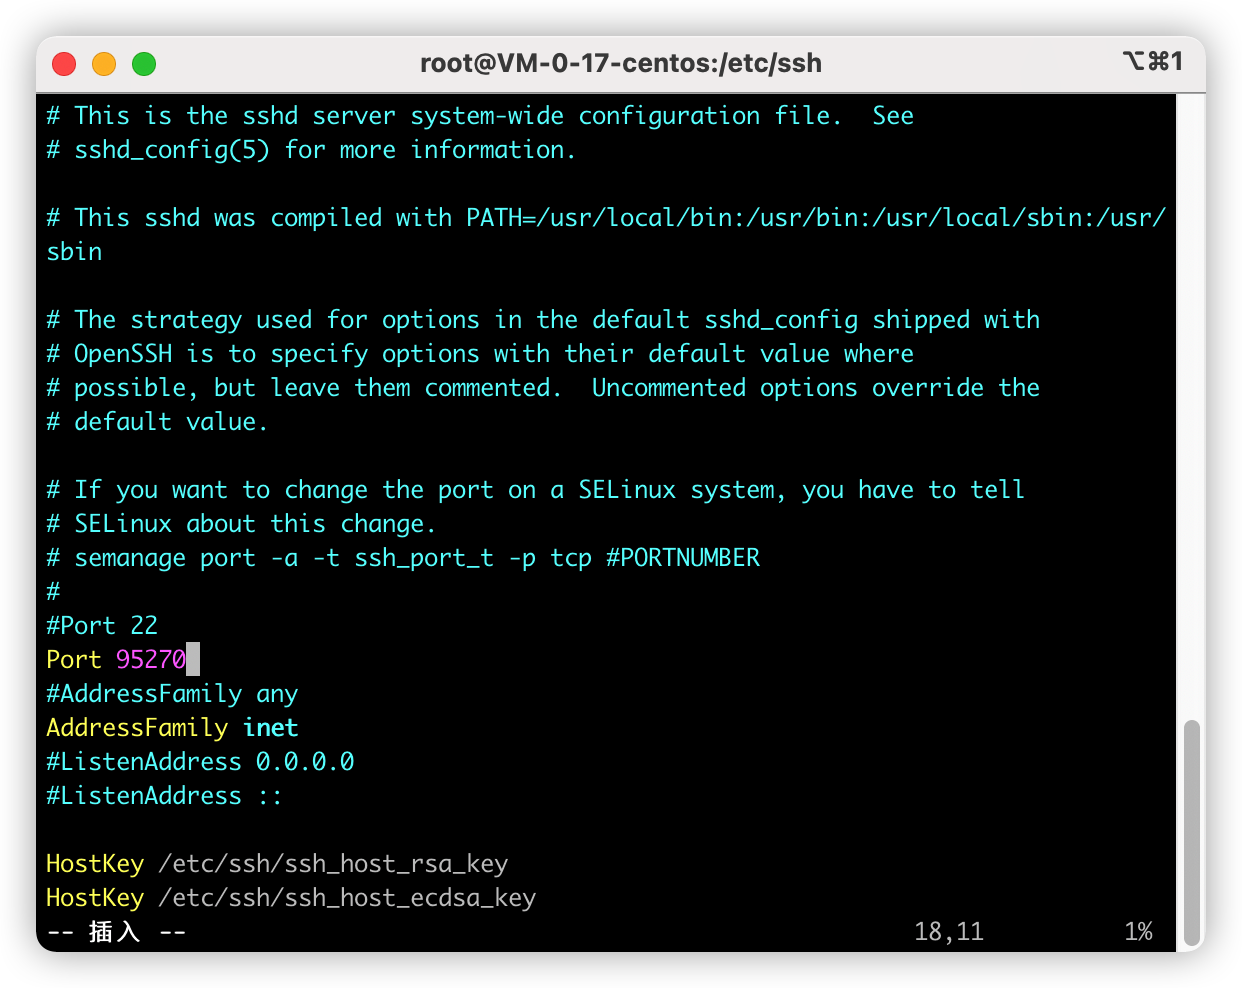 root@VM-0-17-centos:/etc/ssh ⌥⌘1
# This is the sshd server system-wide configuration file.  See
# sshd_config(5) for more information.

# This sshd was compiled with PATH=/usr/local/bin:/usr/bin:/usr/local/sbin:/usr/
sbin

# The strategy used for options in the default sshd_config shipped with
# OpenSSH is to specify options with their default value where
# possible, but leave them commented.  Uncommented options override the
# default value.

# If you want to change the port on a SELinux system, you have to tell
# SELinux about this change.
# semanage port -a -t ssh_port_t -p tcp #PORTNUMBER
#
#Port 22
Port 95270
#AddressFamily any
AddressFamily inet
#ListenAddress 0.0.0.0
#ListenAddress ::

HostKey /etc/ssh/ssh_host_rsa_key
HostKey /etc/ssh/ssh_host_ecdsa_key
-- 插入 -- 18,11 1%